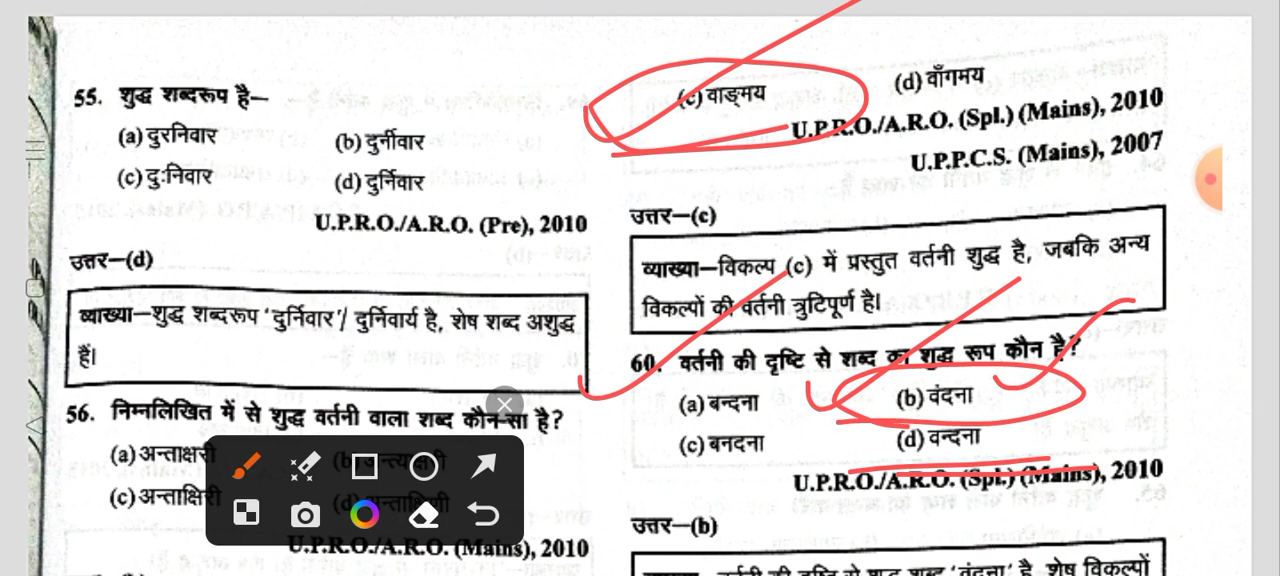 55. शुद्ध शब्दरूप है–
(a) दुरनिवार (b) दुर्नीवार
(c) दुःनिवार (d) दुर्निवार
U.P.R.O./A.R.O. (Pre), 2010
उत्तर–(d)
व्याख्या–शुद्ध शब्दरूप 'दुर्निवार'/ दुर्निवार्य है, शेष शब्द अशुद्ध
हैं।
56. निम्नलिखित में से शुद्ध वर्तनी वाला शब्द कौन-सा है?
(a) अन्ताक्षरी (b) अन्त्याक्षरी
(c) अन्ताक्षिरी (d) अन्ताक्षिणी
U.P.R.O./A.R.O. (Mains), 2010
(c) वाङ्मय (d) वाँगमय
U.P.R.O./A.R.O. (Spl.) (Mains), 2010
U.P.P.C.S. (Mains), 2007
उत्तर–(c)
व्याख्या–विकल्प (c) में प्रस्तुत वर्तनी शुद्ध है, जबकि अन्य
विकल्पों की वर्तनी त्रुटिपूर्ण है।
60. वर्तनी की दृष्टि से शब्द का शुद्ध रूप कौन है?
(a) बन्दना (b) वंदना
(c) बनदना (d) वन्दना
U.P.R.O./A.R.O. (Spl.) (Mains), 2010
उत्तर–(b)
व्याख्या–वर्तनी की दृष्टि से शुद्ध शब्द 'वंदना' है, शेष विकल्पों